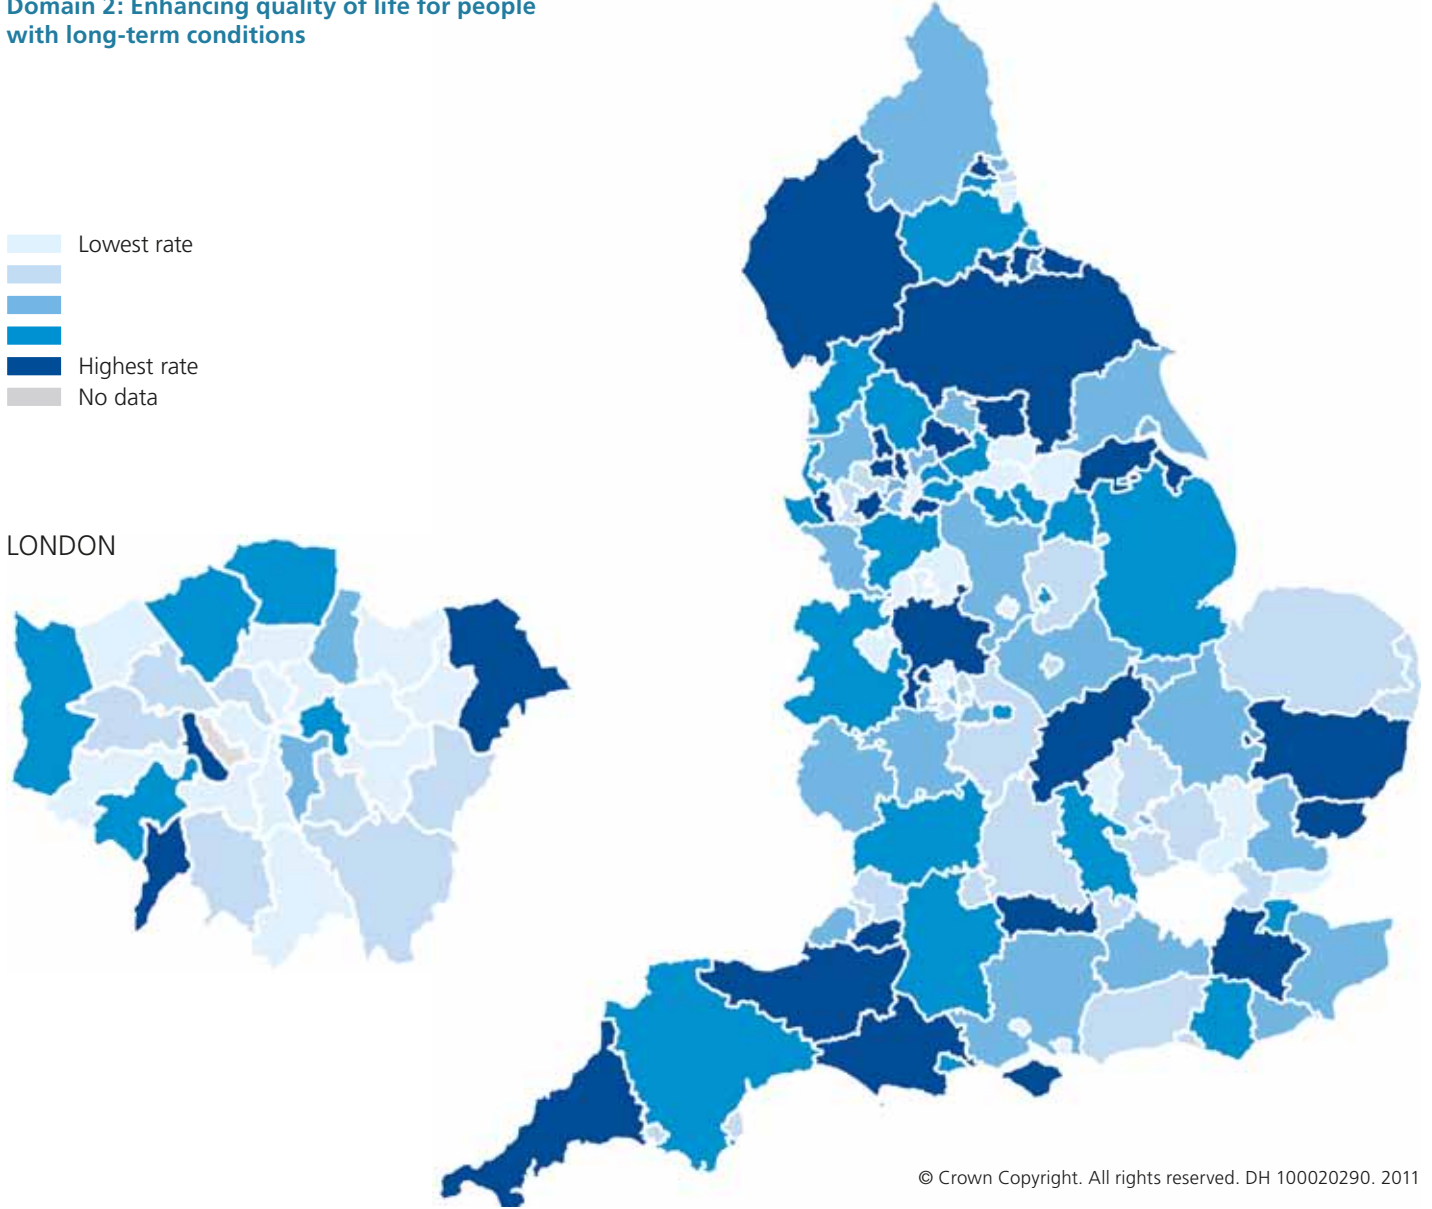 Domain 2: Enhancing quality of life for people
with long-term conditions
Lowest rate
Highest rate
No data
LONDON
© Crown Copyright. All rights reserved. DH 100020290. 2011